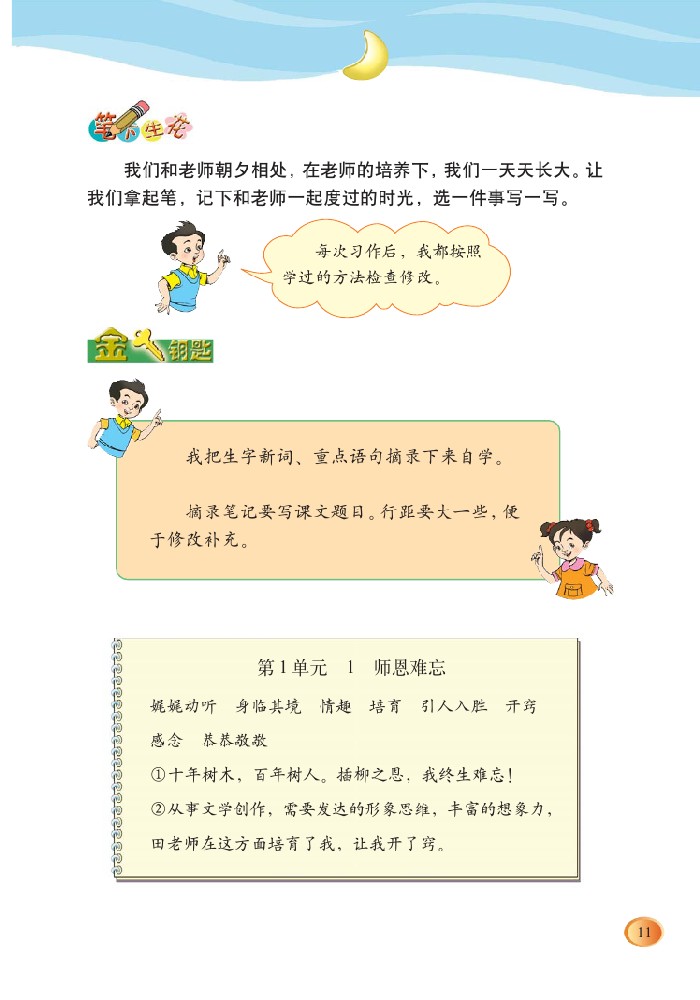 笔下生花
我们和老师朝夕相处，在老师的培养下，我们一天天长大。让
我们拿起笔，记下和老师一起度过的时光，选一件事写一写。
每次习作后，我都按照
学过的方法检查修改。
金钥匙
我把生字新词、重点语句摘录下来自学。
摘录笔记要写课文题目。行距要大一些，便
于修改补充。
第1单元 1 师恩难忘
娓娓动听 身临其境 情趣 培育 引人入胜 开窍
感念 恭恭敬敬
①十年树木，百年树人。插柳之恩，我终生难忘！
②从事文学创作，需要发达的形象思维，丰富的想象力，
田老师在这方面培育了我，让我开了窍。
11